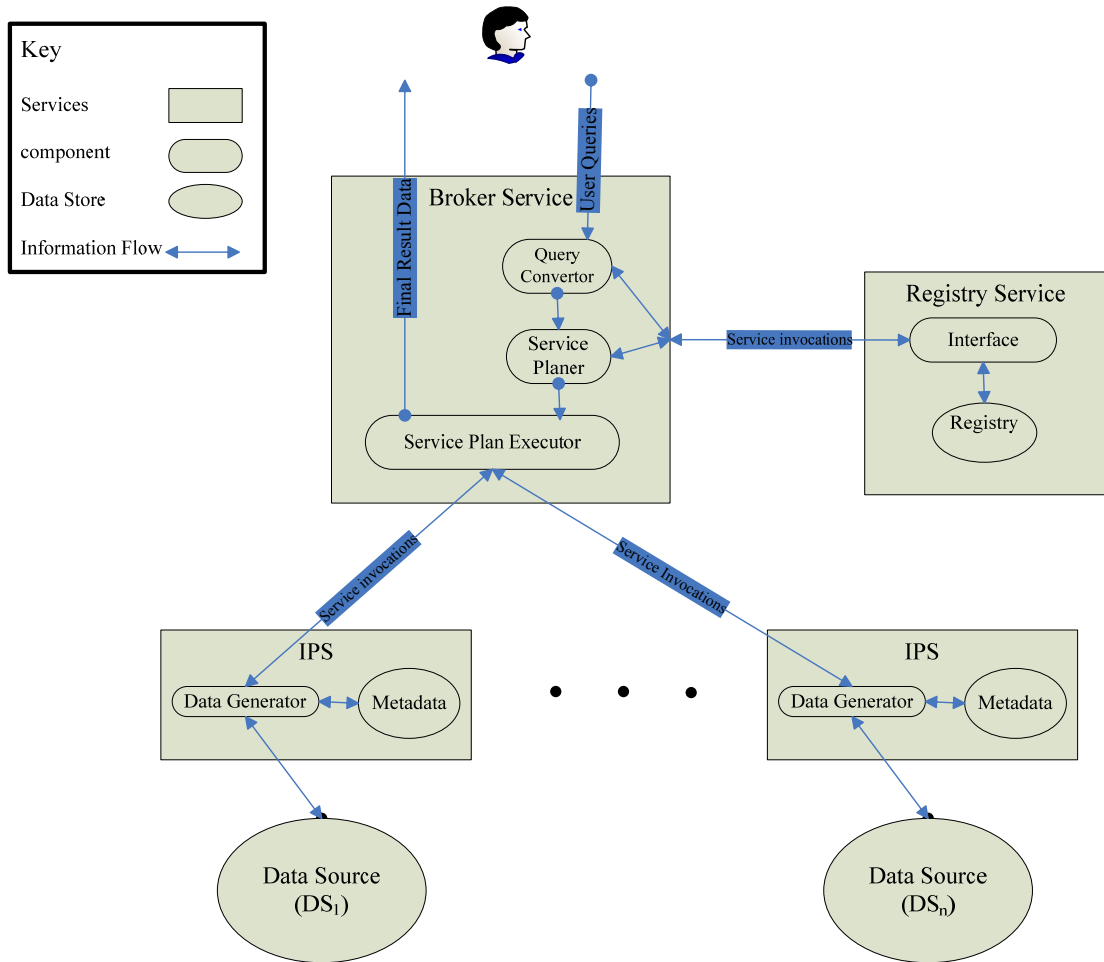 Key
Services
component
Data Store
Information Flow
User Queries
Final Result Data
Broker Service
Query
Convertor
Service
Planer
Service Plan Executor
Service invocations
Registry Service
Interface
Registry
Service invocations
Service Invocations
IPS
Data Generator
Metadata
IPS
Data Generator
Metadata
Data Source
(DS₁)
Data Source
(DSₙ)